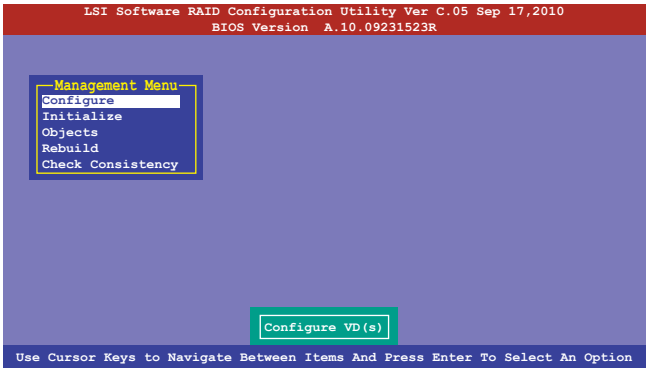 LSI Software RAID Configuration Utility Ver C.05 Sep 17,2010
BIOS Version A.10.09231523R
Management Menu
Configure
Initialize
Objects
Rebuild
Check Consistency
Configure VD(s)
Use Cursor Keys to Navigate Between Items And Press Enter To Select An Option